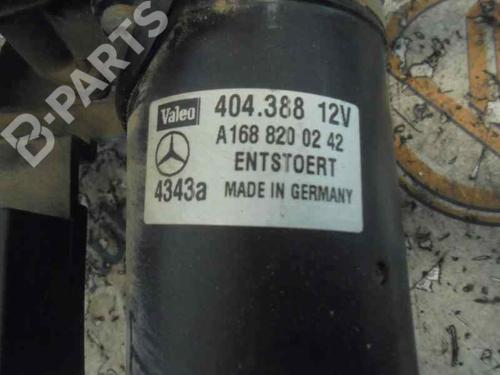 B-PARTS
Valeo 404.388 12V
A168 820 02 42
ENTSTOERT
4343a MADE IN GERMANY